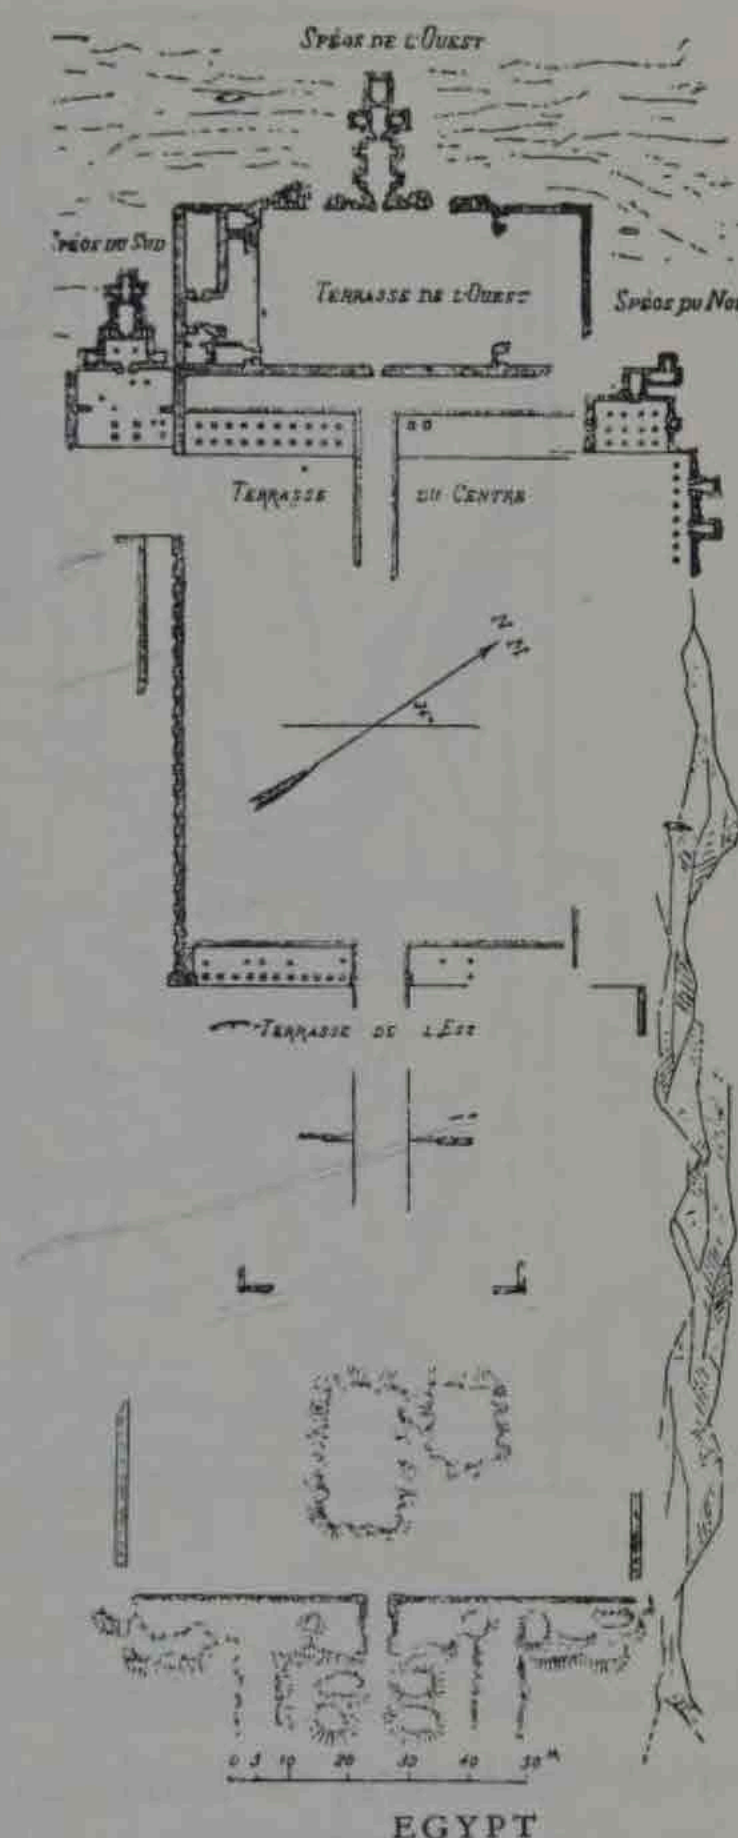 SPÉOS DE L'OUEST
SPÉOS DU SUD
TERRASSE DE L'OUEST
SPÉOS DU NO
TERRASSE DU CENTRE
TERRASSE DE L'EST
0 5 10 20 30 40 50 M
EGYPT